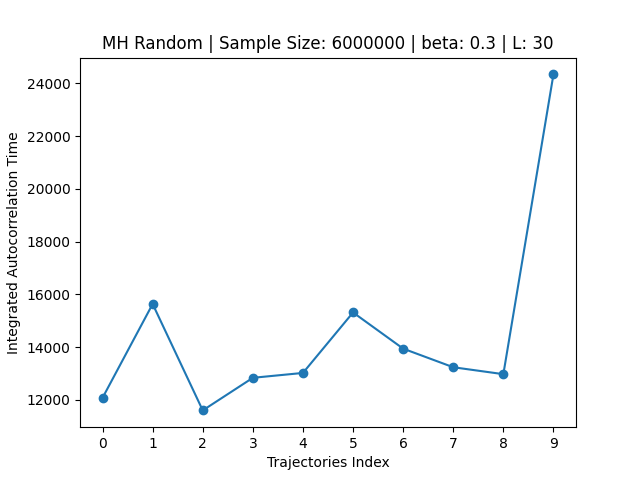 MH Random | Sample Size: 6000000 | beta: 0.3 | L: 30
Integrated Autocorrelation Time
24000
22000
20000
18000
16000
14000
12000
0 1 2 3 4 5 6 7 8 9
Trajectories Index